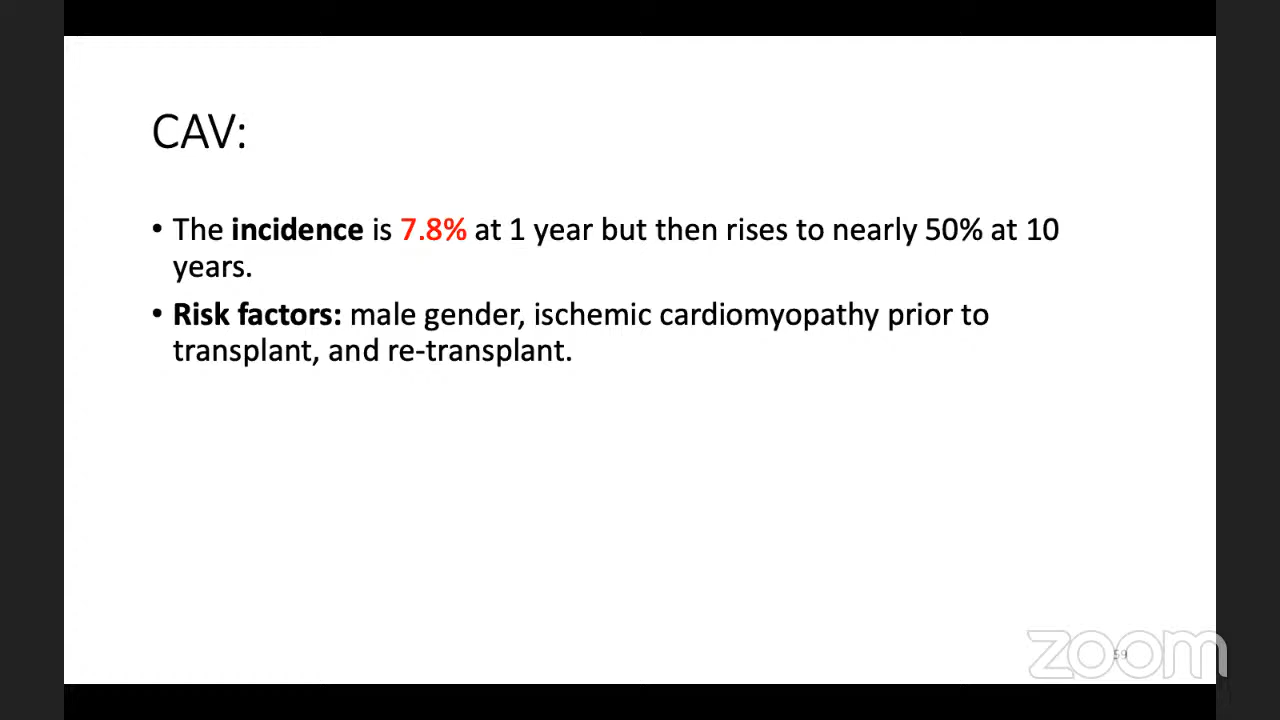 CAV:
• The incidence is 7.8% at 1 year but then rises to nearly 50% at 10
years.
• Risk factors: male gender, ischemic cardiomyopathy prior to
transplant, and re-transplant.
zoom
59